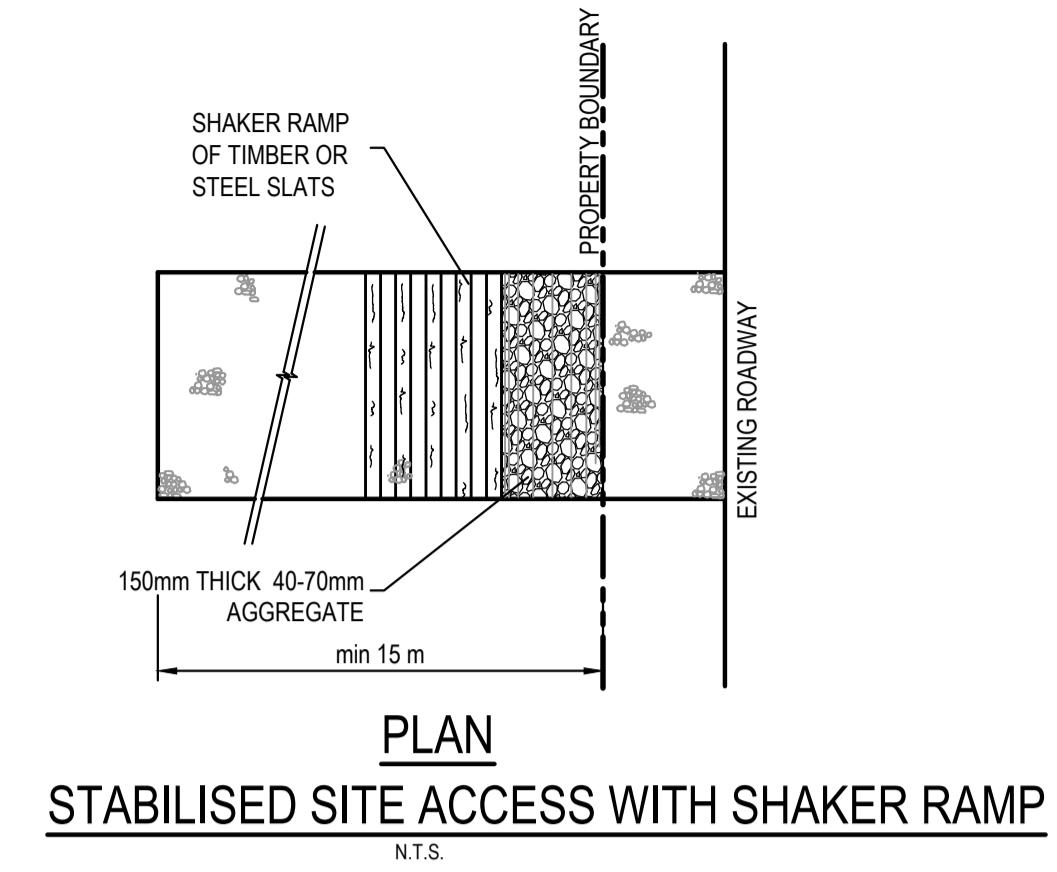 PROPERTY BOUNDARY
SHAKER RAMP
OF TIMBER OR
STEEL SLATS
EXISTING ROADWAY
150mm THICK 40-70mm
AGGREGATE
min 15 m
PLAN
STABILISED SITE ACCESS WITH SHAKER RAMP
N.T.S.